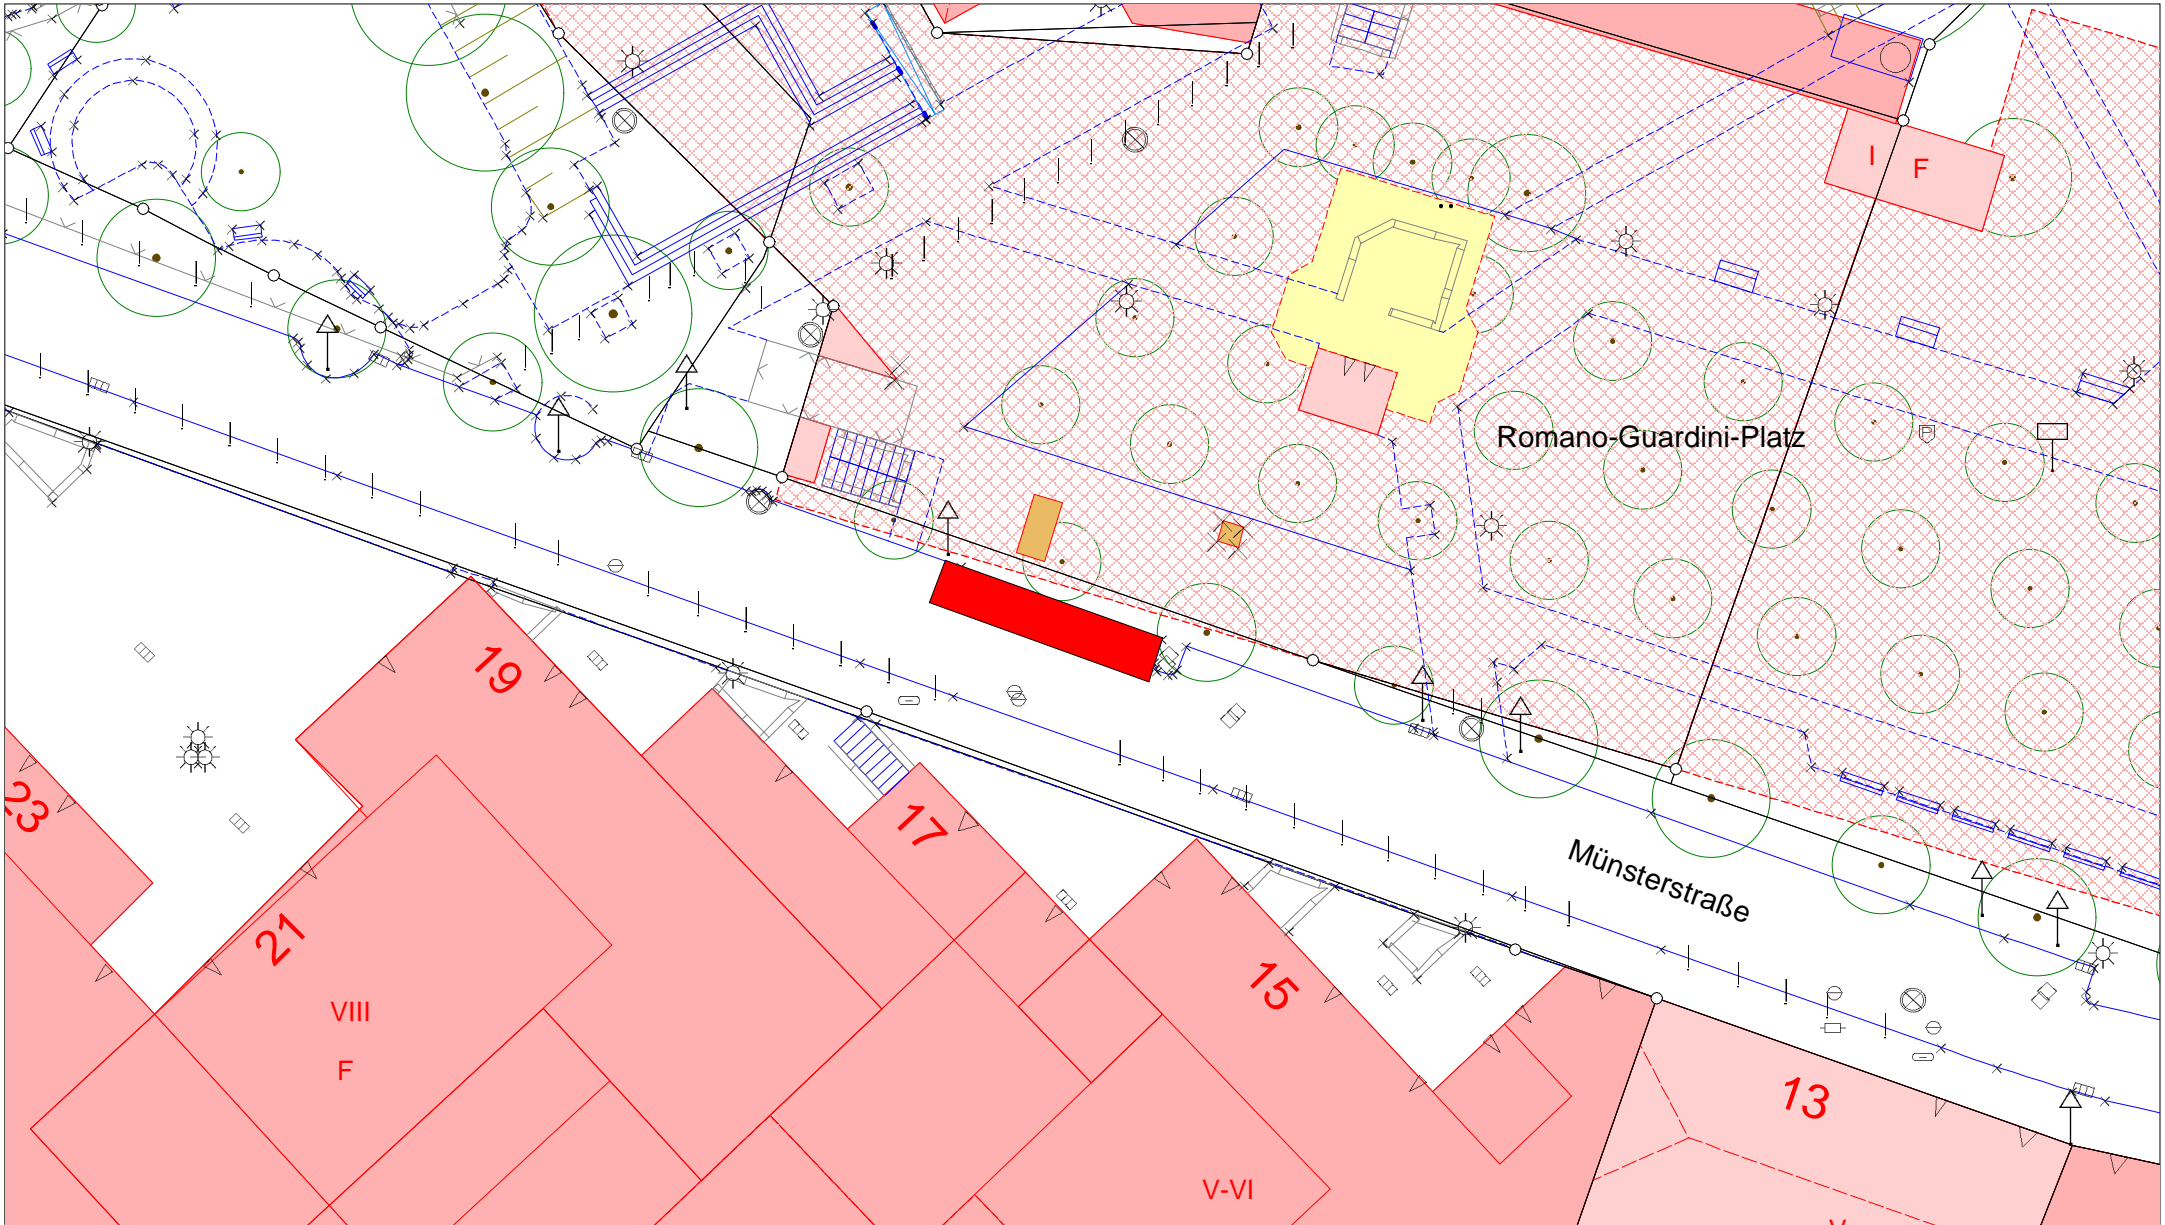 I F
Romano-Guardini-Platz
19
23
17
Münsterstraße
21
15
VIII
F
13
V-VI